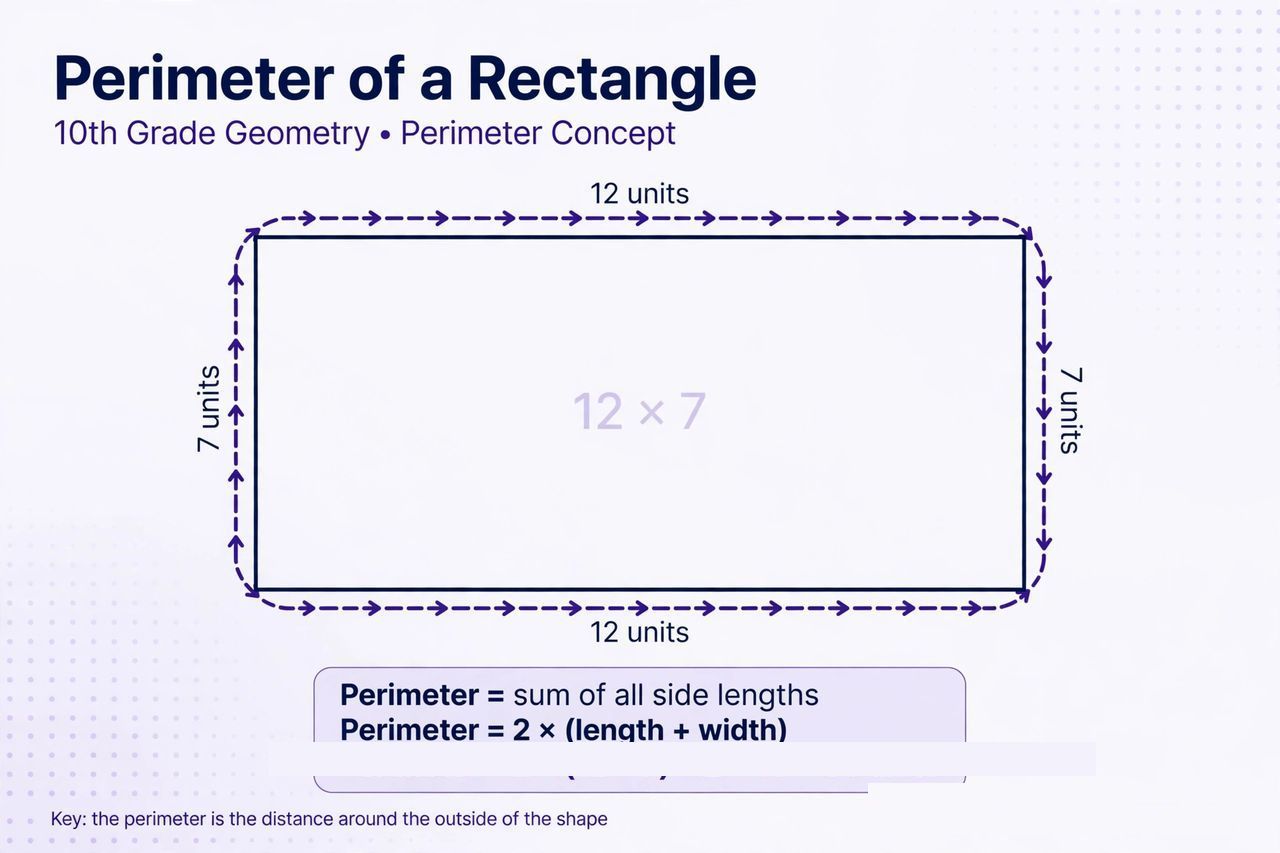 Perimeter of a Rectangle
10th Grade Geometry • Perimeter Concept
12 units
7 units
12 × 7
7 units
12 units
Perimeter = sum of all side lengths
Perimeter = 2 × (length + width)
Key: the perimeter is the distance around the outside of the shape